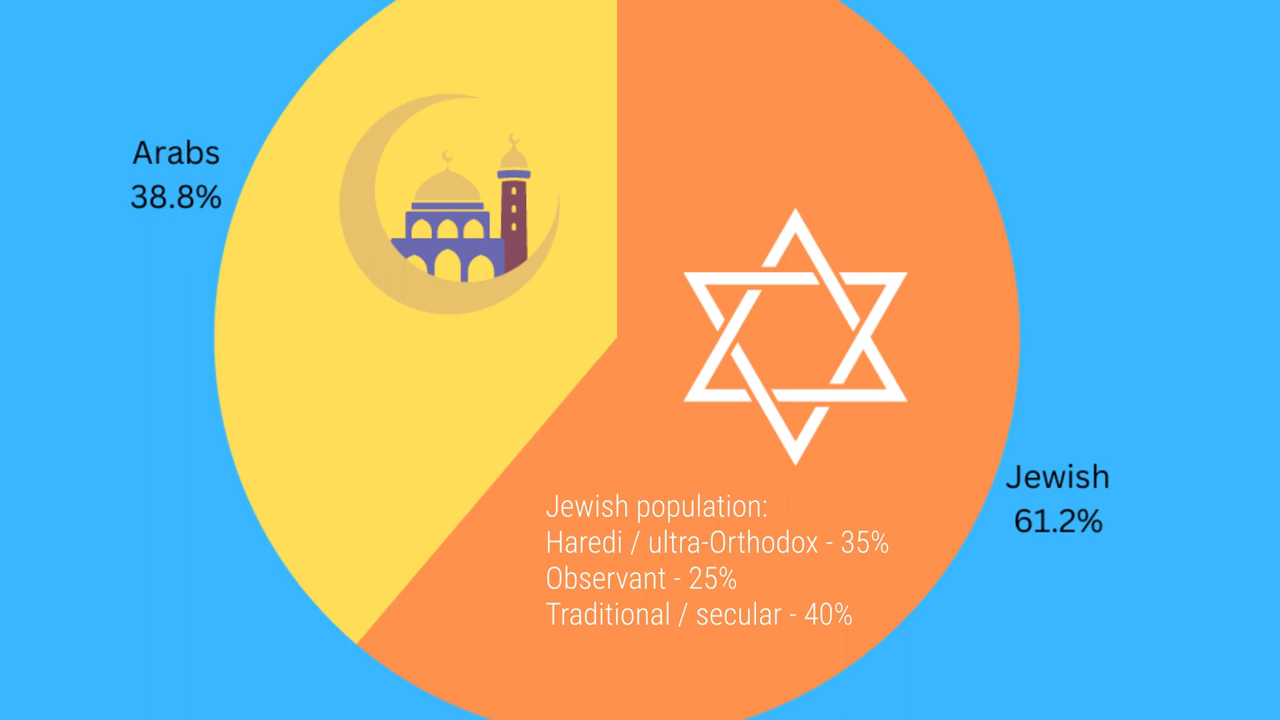 Arabs
38.8%
Jewish
61.2%
Jewish population:
Haredi / ultra-Orthodox - 35%
Observant - 25%
Traditional / secular - 40%